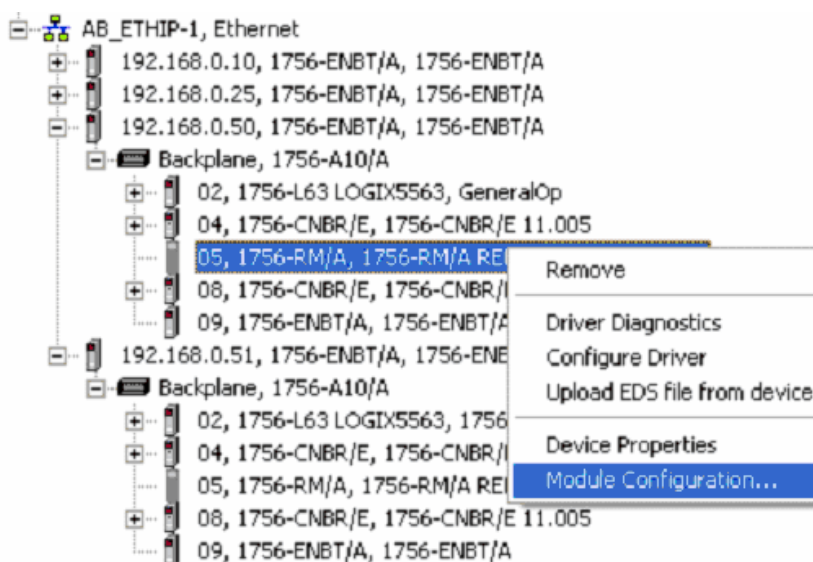 AB_ETHIP-1, Ethernet
192.168.0.10, 1756-ENBT/A, 1756-ENBT/A
192.168.0.25, 1756-ENBT/A, 1756-ENBT/A
192.168.0.50, 1756-ENBT/A, 1756-ENBT/A
Backplane, 1756-A10/A
02, 1756-L63 LOGIX5563, GeneralOp
04, 1756-CNBR/E, 1756-CNBR/E 11.005
05, 1756-RM/A, 1756-RM/A RE
08, 1756-CNBR/E, 1756-CNBR/
09, 1756-ENBT/A, 1756-ENBT/A
192.168.0.51, 1756-ENBT/A, 1756-ENB
Backplane, 1756-A10/A
02, 1756-L63 LOGIX5563, 1756
04, 1756-CNBR/E, 1756-CNBR/
05, 1756-RM/A, 1756-RM/A RE
08, 1756-CNBR/E, 1756-CNBR/E 11.005
09, 1756-ENBT/A, 1756-ENBT/A
Remove
Driver Diagnostics
Configure Driver
Upload EDS file from device
Device Properties
Module Configuration...